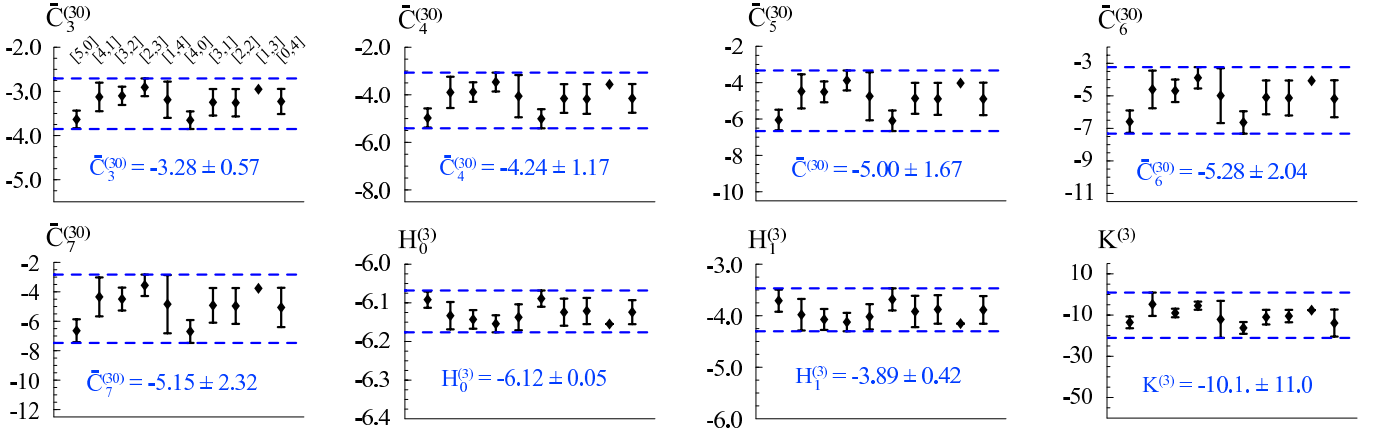 C̄₃⁽³⁰⁾
-2.0
-3.0
-4.0
-5.0
[5,0] [4,1] [3,2] [2,3] [1,4] [4,0] [3,1] [2,2] [1,3] [0,4]
C̄₃⁽³⁰⁾ = -3.28 ± 0.57
C̄₄⁽³⁰⁾
-2.0
-4.0
-6.0
-8.0
C̄₄⁽³⁰⁾ = -4.24 ± 1.17
C̄₅⁽³⁰⁾
-2
-4
-6
-8
-10
C̄⁽³⁰⁾ = -5.00 ± 1.67
C̄₆⁽³⁰⁾
-3
-5
-7
-9
-11
C̄₆⁽³⁰⁾ = -5.28 ± 2.04
C̄₇⁽³⁰⁾
-2
-4
-6
-8
-10
-12
C̄₇⁽³⁰⁾ = -5.15 ± 2.32
H₀⁽³⁾
-6.0
-6.1
-6.2
-6.3
-6.4
H₀⁽³⁾ = -6.12 ± 0.05
H₁⁽³⁾
-3.0
-4.0
-5.0
-6.0
H₁⁽³⁾ = -3.89 ± 0.42
K⁽³⁾
10
-10
-30
-50
K⁽³⁾ = -10.1. ± 11.0